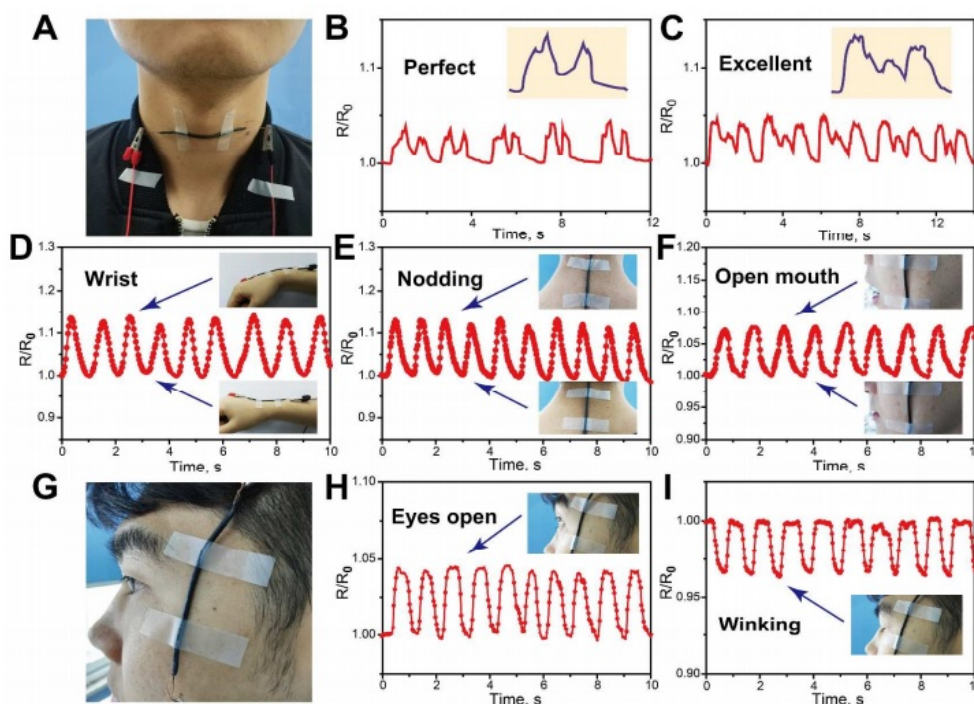 A
B
R/R0
1.1
1.0
Perfect
0
4
8
12
Time, s
C
R/R0
1.1
1.0
Excellent
0
4
8
12
Time, s
D
R/R0
1.3
1.2
1.1
1.0
0.9
Wrist
0 2 4 6 8 10
Time, s
E
R/R0
1.3
1.2
1.1
1.0
0.9
Nodding
0 2 4 6 8 10
Time, s
F
R/R0
1.20
1.15
1.10
1.05
1.00
0.95
0.90
Open mouth
0 2 4 6 8 10
Time, s
G
H
R/R0
1.10
1.05
1.00
Eyes open
0 2 4 6 8 10
Time, s
I
R/R0
1.00
0.95
0.90
Winking
0 2 4 6 8 10
Time, s